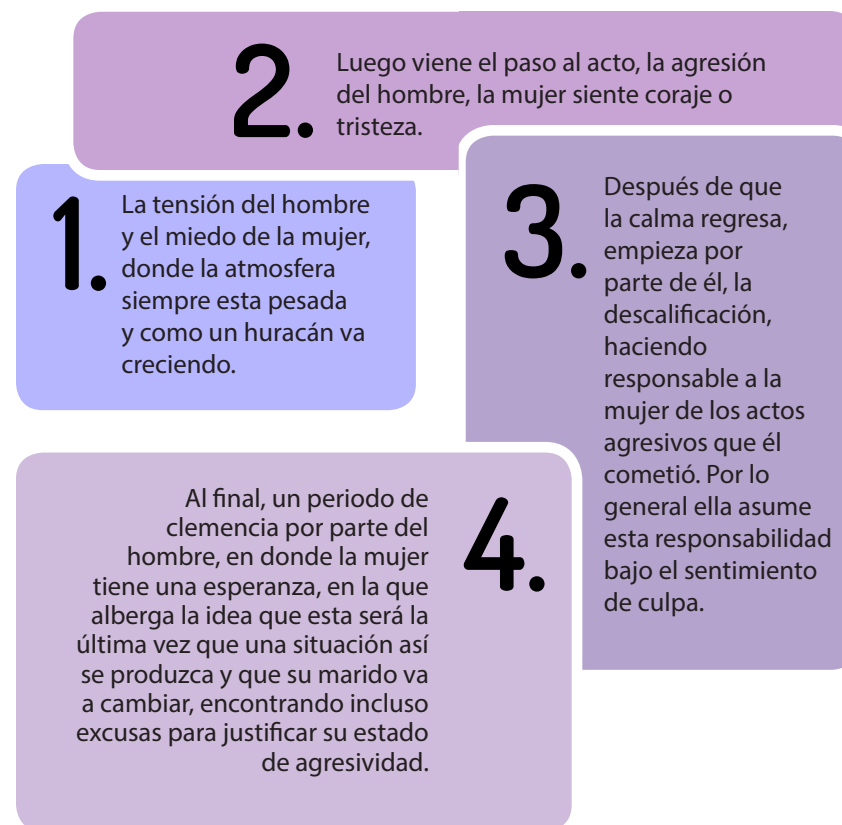 1.
La tensión del hombre
y el miedo de la mujer,
donde la atmosfera
siempre esta pesada
y como un huracán va
creciendo.
2.
Luego viene el paso al acto, la agresión
del hombre, la mujer siente coraje o
tristeza.
3.
Después de que
la calma regresa,
empieza por
parte de él, la
descalificación,
haciendo
responsable a la
mujer de los actos
agresivos que él
cometió. Por lo
general ella asume
esta responsabilidad
bajo el sentimiento
de culpa.
4.
Al final, un periodo de
clemencia por parte del
hombre, en donde la mujer
tiene una esperanza, en la que
alberga la idea que esta será la
última vez que una situación así
se produzca y que su marido va
a cambiar, encontrando incluso
excusas para justificar su estado
de agresividad.